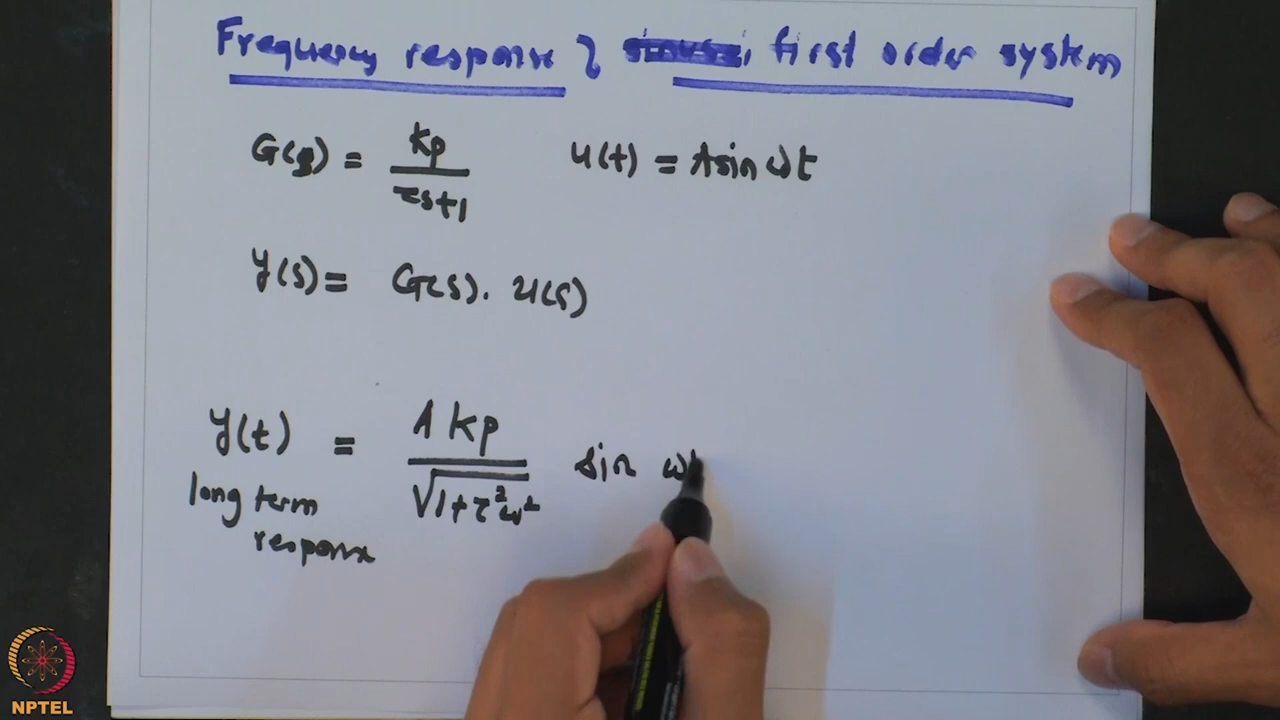 Frequency response of first order system
G(s) = kp / τs+1 u(t) = A sin ωt
y(s) = G(s). u(s)
y(t) = A kp / √1+τ²ω² sin ωt
long term
response
NPTEL